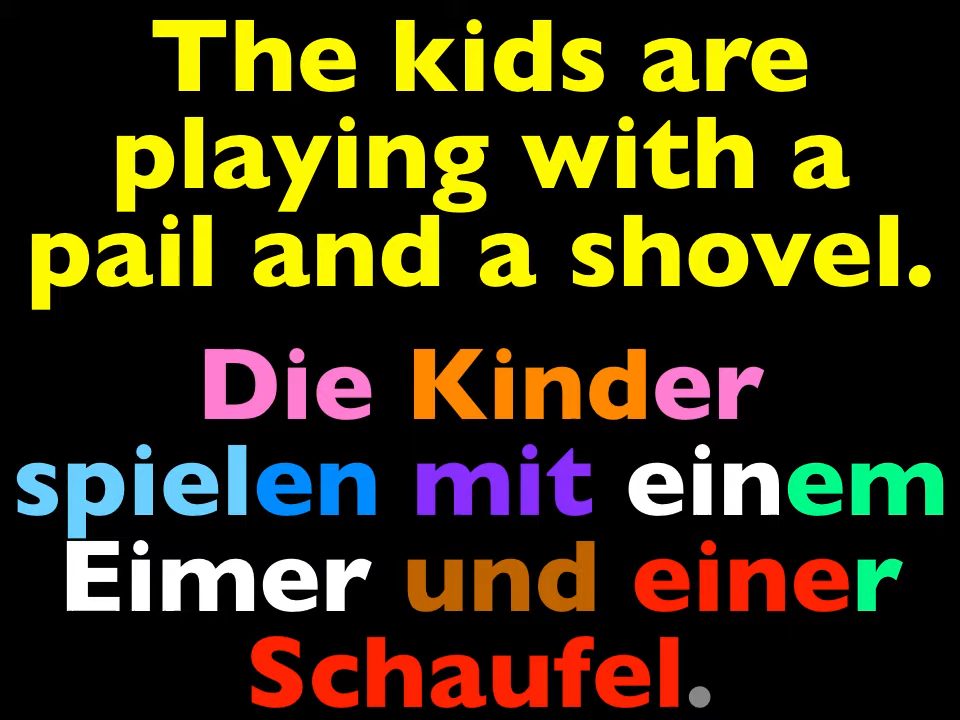 The kids are
playing with a
pail and a shovel.
Die Kinder
spielen mit einem
Eimer und einer
Schaufel.